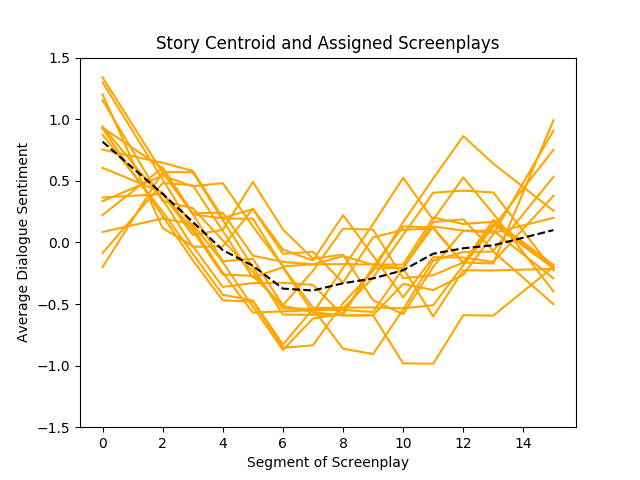 Story Centroid and Assigned Screenplays
Average Dialogue Sentiment
1.5
1.0
0.5
0.0
−0.5
−1.0
−1.5
0 2 4 6 8 10 12 14
Segment of Screenplay